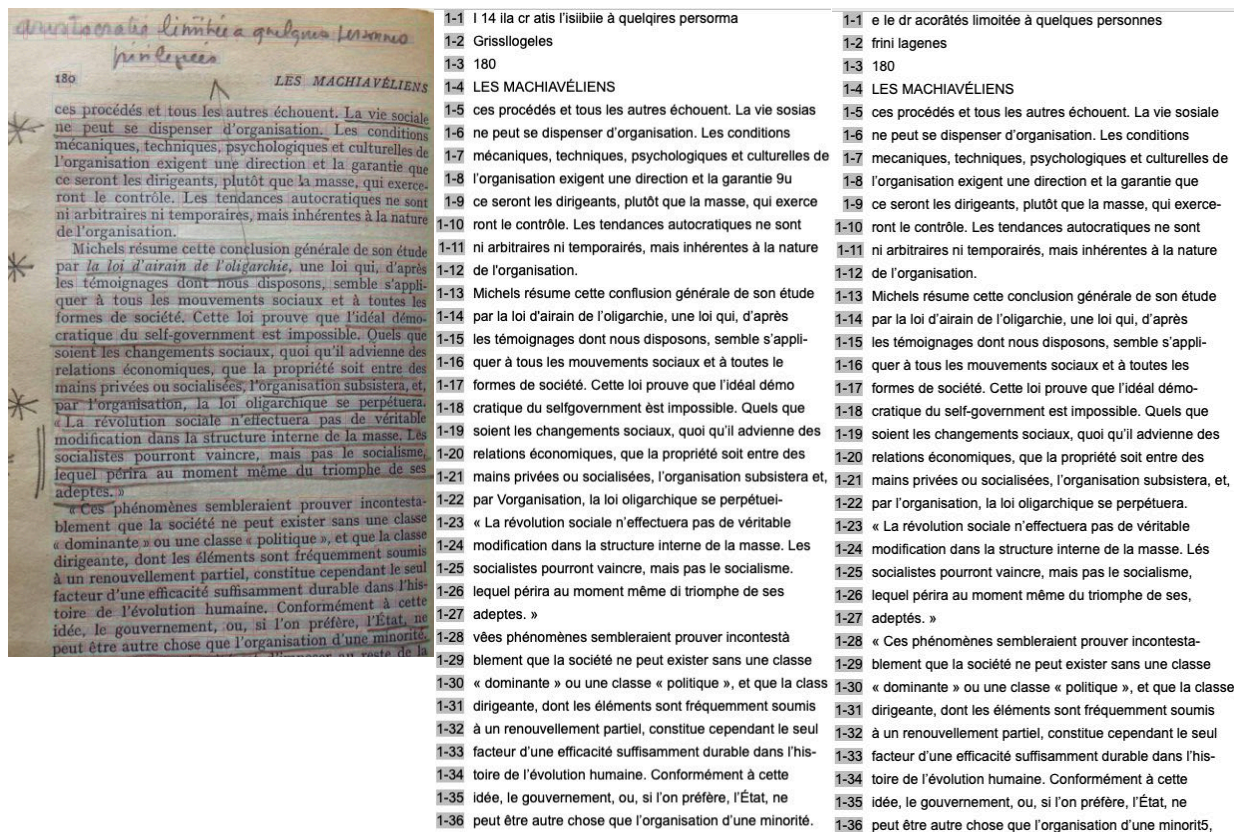 aristocratie limitée a quelques personnes
privilegiées
180 LES MACHIAVÉLIENS
ces procédés et tous les autres échouent. La vie sociale
ne peut se dispenser d'organisation. Les conditions
mécaniques, techniques, psychologiques et culturelles de
l'organisation exigent une direction et la garantie que
ce seront les dirigeants, plutôt que la masse, qui exerce-
ront le contrôle. Les tendances autocratiques ne sont
ni arbitraires ni temporaires, mais inhérentes à la nature
de l'organisation.
Michels résume cette conclusion générale de son étude
par la loi d'airain de l'oligarchie, une loi qui, d'après
les témoignages dont nous disposons, semble s'appli-
quer à tous les mouvements sociaux et à toutes les
formes de société. Cette loi prouve que l'idéal démo-
cratique du self-government est impossible. Quels que
soient les changements sociaux, quoi qu'il advienne des
relations économiques, que la propriété soit entre des
mains privées ou socialisées, l'organisation subsistera, et,
par l'organisation, la loi oligarchique se perpétuera.
« La révolution sociale n'effectuera pas de véritable
modification dans la structure interne de la masse. Les
socialistes pourront vaincre, mais pas le socialisme,
lequel périra au moment même du triomphe de ses
adeptes. »
« Ces phénomènes sembleraient prouver incontesta-
blement que la société ne peut exister sans une classe
« dominante » ou une classe « politique », et que la classe
dirigeante, dont les éléments sont fréquemment soumis
à un renouvellement partiel, constitue cependant le seul
facteur d'une efficacité suffisamment durable dans l'his-
toire de l'évolution humaine. Conformément à cette
idée, le gouvernement, ou, si l'on préfère, l'État, ne
peut être autre chose que l'organisation d'une minorité.
d'imposer au reste de la
1-1 I 14 ila cr atis l'isiibiie à quelqires persorma
1-2 Grissllogeles
1-3 180
1-4 LES MACHIAVÉLIENS
1-5 ces procédés et tous les autres échouent. La vie sosias
1-6 ne peut se dispenser d'organisation. Les conditions
1-7 mécaniques, techniques, psychologiques et culturelles de
1-8 l'organisation exigent une direction et la garantie 9u
1-9 ce seront les dirigeants, plutôt que la masse, qui exerce
1-10 ront le contrôle. Les tendances autocratiques ne sont
1-11 ni arbitraires ni temporairés, mais inhérentes à la nature
1-12 de l'organisation.
1-13 Michels résume cette conflusion générale de son étude
1-14 par la loi d'airain de l'oligarchie, une loi qui, d'après
1-15 les témoignages dont nous disposons, semble s'appli-
1-16 quer à tous les mouvements sociaux et à toutes le
1-17 formes de société. Cette loi prouve que l'idéal démo
1-18 cratique du selfgovernment èst impossible. Quels que
1-19 soient les changements sociaux, quoi qu'il advienne des
1-20 relations économiques, que la propriété soit entre des
1-21 mains privées ou socialisées, l'organisation subsistera et,
1-22 par Vorganisation, la loi oligarchique se perpétuei-
1-23 « La révolution sociale n'effectuera pas de véritable
1-24 modification dans la structure interne de la masse. Les
1-25 socialistes pourront vaincre, mais pas le socialisme.
1-26 lequel périra au moment même di triomphe de ses
1-27 adeptes. »
1-28 vêes phénomènes sembleraient prouver incontestà
1-29 blement que la société ne peut exister sans une classe
1-30 « dominante » ou une classe « politique », et que la class
1-31 dirigeante, dont les éléments sont fréquemment soumis
1-32 à un renouvellement partiel, constitue cependant le seul
1-33 facteur d'une efficacité suffisamment durable dans l'his-
1-34 toire de l'évolution humaine. Conformément à cette
1-35 idée, le gouvernement, ou, si l'on préfère, l'État, ne
1-36 peut être autre chose que l'organisation d'une minorité.
1-1 e le dr acorâtés limoitée à quelques personnes
1-2 frini lagenes
1-3 180
1-4 LES MACHIAVÉLIENS
1-5 ces procédés et tous les autres échouent. La vie sosiale
1-6 ne peut se dispenser d'organisation. Les conditions
1-7 mecaniques, techniques, psychologiques et culturelles de
1-8 l'organisation exigent une direction et la garantie que
1-9 ce seront les dirigeants, plutôt que la masse, qui exerce-
1-10 ront le contrôle. Les tendances autocratiques ne sont
1-11 ni arbitraires ni temporairés, mais inhérentes à la nature
1-12 de l'organisation.
1-13 Michels résume cette conclusion générale de son étude
1-14 par la loi d'airain de l'oligarchie, une loi qui, d'après
1-15 les témoignages dont nous disposons, semble s'appli-
1-16 quer à tous les mouvements sociaux et à toutes les
1-17 formes de société. Cette loi prouve que l'idéal démo-
1-18 cratique du self-government est impossible. Quels que
1-19 soient les changements sociaux, quoi qu'il advienne des
1-20 relations économiques, que la propriété soit entre des
1-21 mains privées ou socialisées, l'organisation subsistera, et,
1-22 par l'organisation, la loi oligarchique se perpétuera.
1-23 « La révolution sociale n'effectuera pas de véritable
1-24 modification dans la structure interne de la masse. Lés
1-25 socialistes pourront vaincre, mais pas le socialisme,
1-26 lequel périra au moment même du triomphe de ses,
1-27 adeptés. »
1-28 « Ces phénomènes sembleraient prouver incontesta-
1-29 blement que la société ne peut exister sans une classe
1-30 « dominante » ou une classe « politique », et que la classe
1-31 dirigeante, dont les éléments sont fréquemment soumis
1-32 à un renouvellement partiel, constitue cependant le seul
1-33 facteur d'une efficacité suffisamment durable dans l'his-
1-34 toire de l'évolution humaine. Conformément à cette
1-35 idée, le gouvernement, ou, si l'on préfère, l'État, ne
1-36 peut être autre chose que l'organisation d'une minorit5,